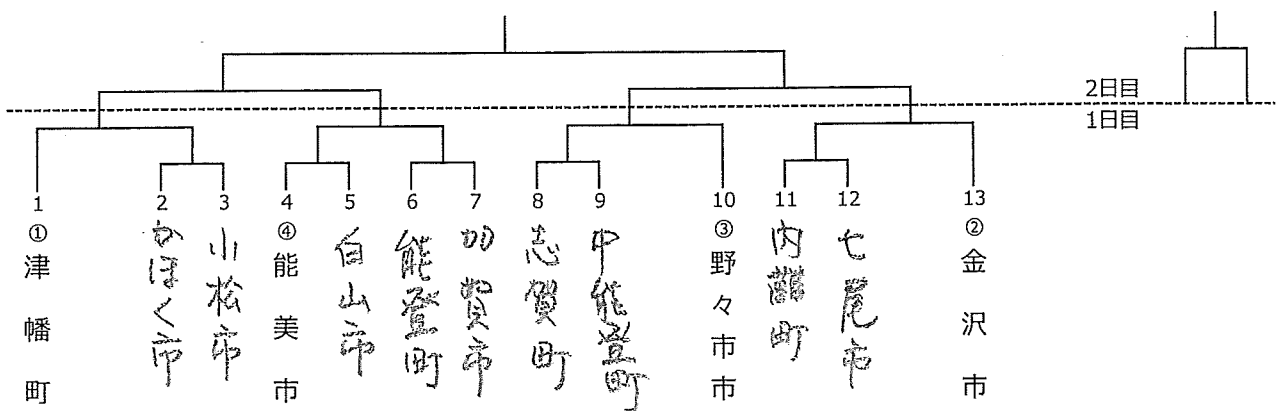 2日目
1日目
1 ① 津幡町
2 かほく市
3 小松市
4 ④ 能美市
5 白山市
6 能登町
7 加賀市
8 志賀町
9 中能登町
10 ③ 野々市市
11 内灘町
12 七尾市
13 ② 金沢市